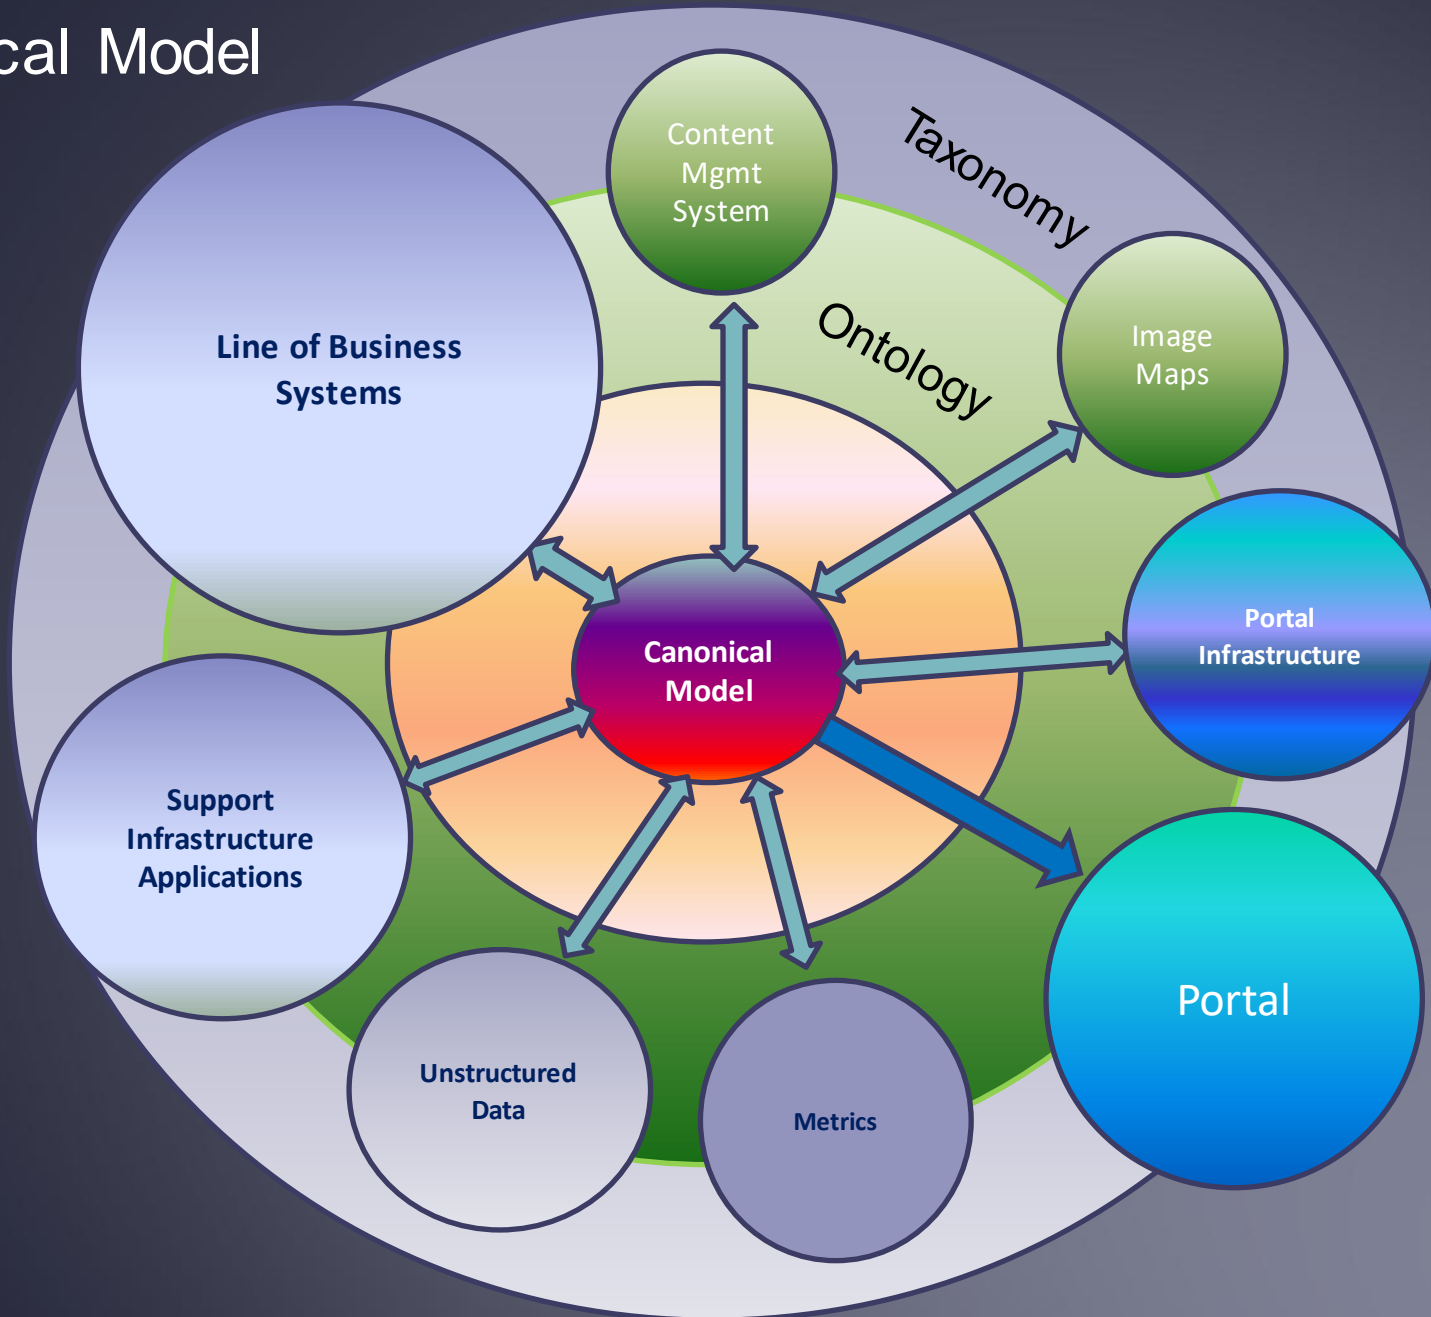 cal Model
Content
Mgmt
System
Taxonomy
Ontology
Image
Maps
Line of Business
Systems
Portal
Infrastructure
Canonical
Model
Support
Infrastructure
Applications
Portal
Unstructured
Data
Metrics